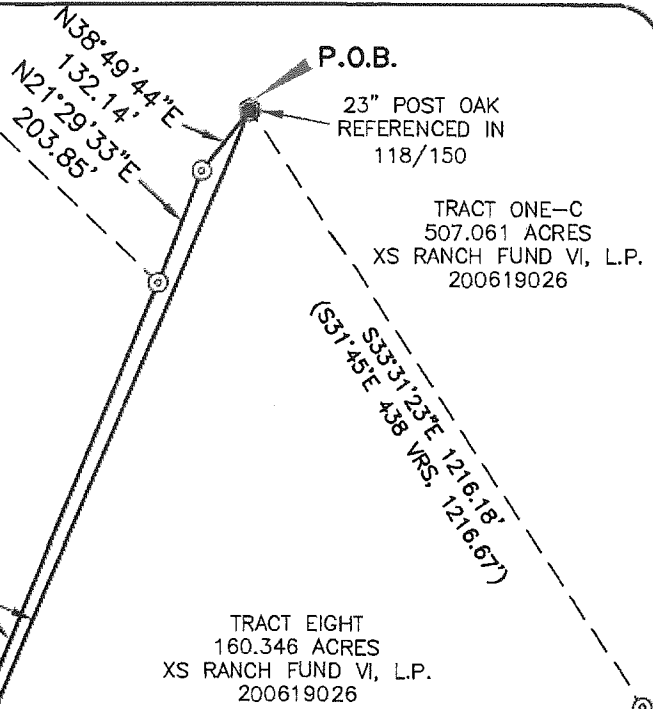 N38°49'44"E
132.14'
N21°29'33"E
203.85'
P.O.B.
23" POST OAK
REFERENCED IN
118/150
TRACT ONE-C
507.061 ACRES
XS RANCH FUND VI, L.P.
200619026
S33°31'23"E 1216.18'
(S31°45'E 438 VRS, 1216.67')
TRACT EIGHT
160.346 ACRES
XS RANCH FUND VI, L.P.
200619026